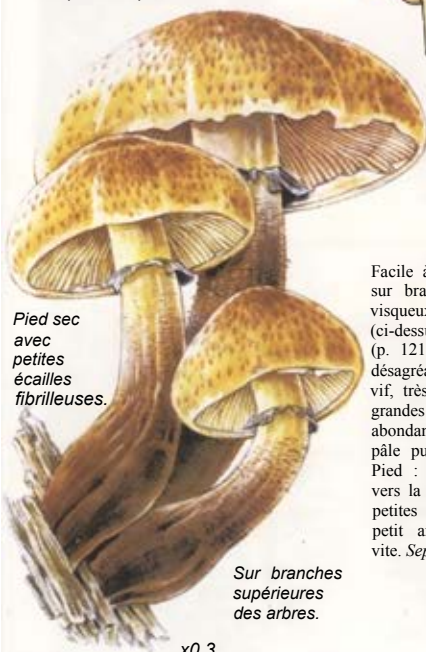 Pied sec
avec
petites
écailles
fibrilleuses.
Facile
sur
visqueux
(ci-dessu
(p. 121
désagréa
vif, très
grandes
abondan
pâle pu
Pied :
vers la
petites
petit a
vite. Sep
Sur branches
supérieures
des arbres.
x0,3